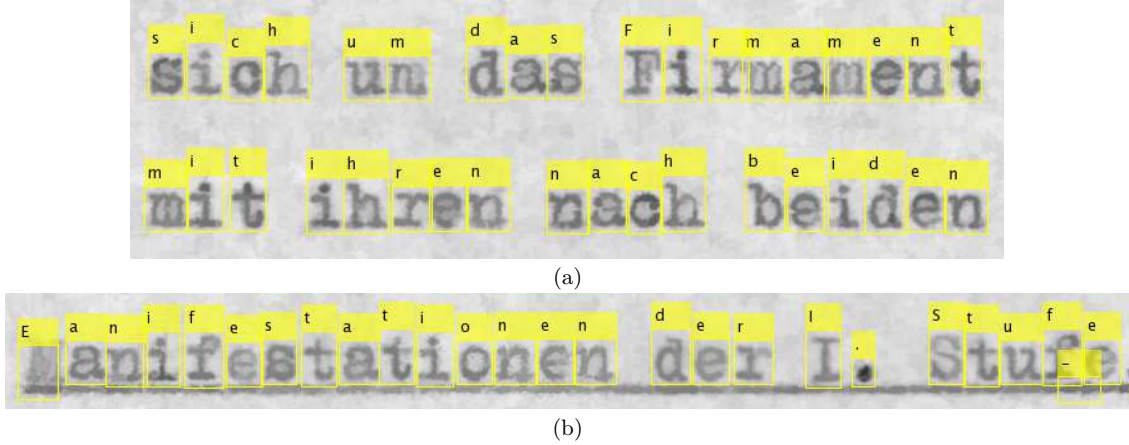 s i c h u m d a s F i r m a m e n t
sich um das Firmament
m i t i h r e n n a c h b e i d e n
mit ihren nach beiden
(a)
E a n i f e s t a t i o n e n d e r I . S t u f e
Manifestationen der I. Stufe
–
(b)